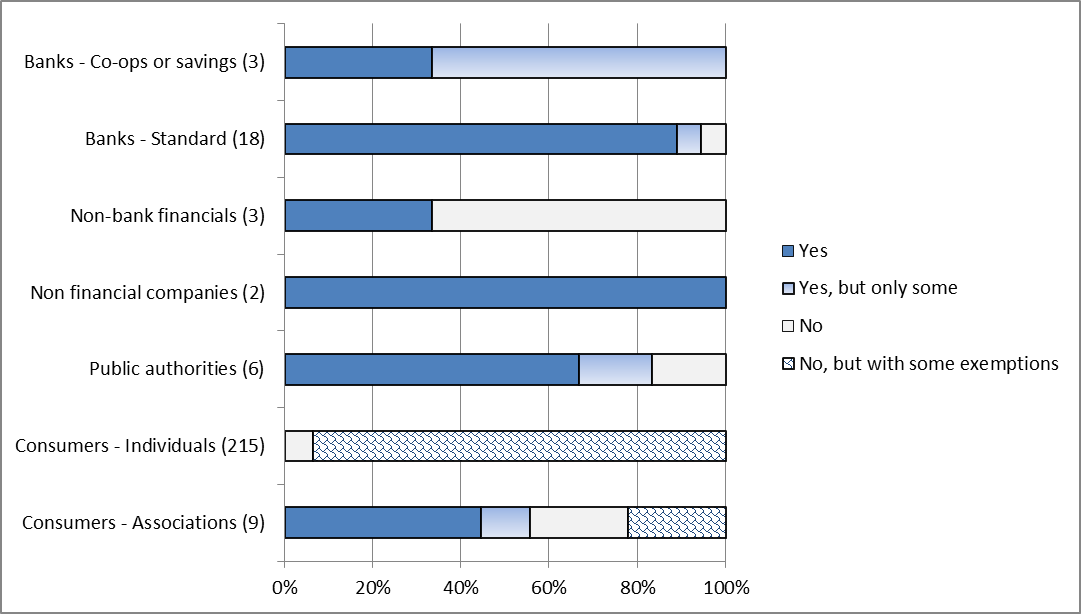 Banks - Co-ops or savings (3)
Banks - Standard (18)
Non-bank financials (3)
Non financial companies (2)
Public authorities (6)
Consumers - Individuals (215)
Consumers - Associations (9)
0% 20% 40% 60% 80% 100%
Yes
Yes, but only some
No
No, but with some exemptions